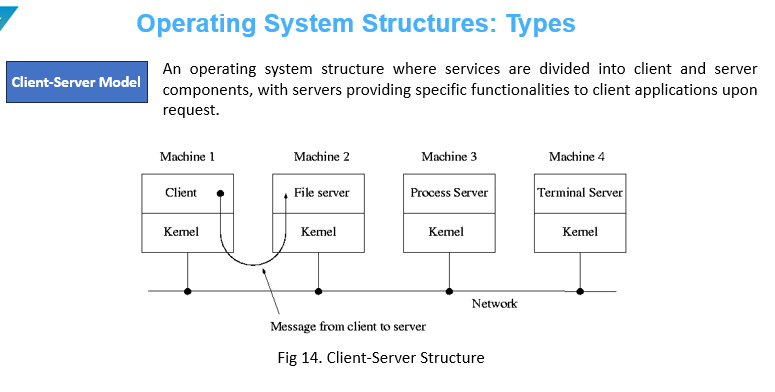 Operating System Structures: Types
Client-Server Model
An operating system structure where services are divided into client and server
components, with servers providing specific functionalities to client applications upon
request.
Machine 1 Machine 2 Machine 3 Machine 4
Client File server Process Server Terminal Server
Kernel Kernel Kernel Kernel
Network
Message from client to server
Fig 14. Client-Server Structure